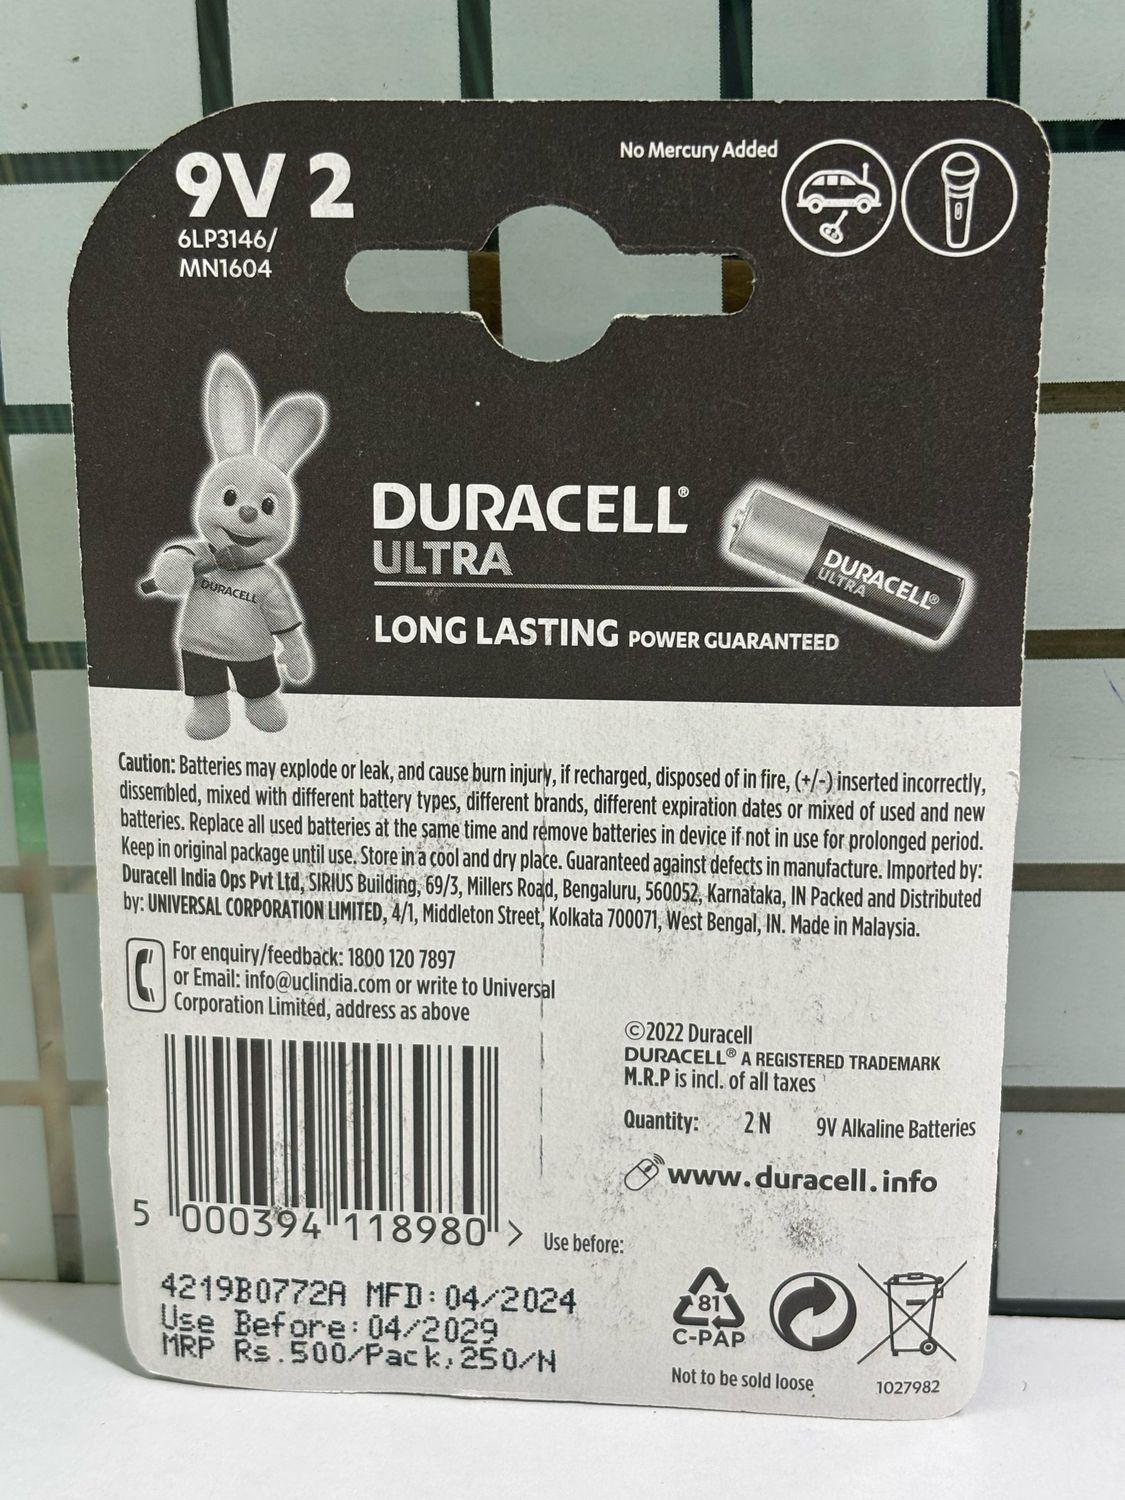 9V 2
6LP3146/
MN1604
No Mercury Added
DURACELL
DURACELL®
ULTRA
DURACELL®
ULTRA
LONG LASTING POWER GUARANTEED
Caution: Batteries may explode or leak, and cause burn injury, if recharged, disposed of in fire, (+/-) inserted incorrectly,
dissembled, mixed with different battery types, different brands, different expiration dates or mixed of used and new
batteries. Replace all used batteries at the same time and remove batteries in device if not in use for prolonged period.
Keep in original package until use. Store in a cool and dry place. Guaranteed against defects in manufacture. Imported by:
Duracell India Ops Pvt Ltd, SIRIUS Building, 69/3, Millers Road, Bengaluru, 560052, Karnataka, IN Packed and Distributed
by: UNIVERSAL CORPORATION LIMITED, 4/1, Middleton Street, Kolkata 700071, West Bengal, IN. Made in Malaysia.
For enquiry/feedback: 1800 120 7897
or Email: info@uclindia.com or write to Universal
Corporation Limited, address as above
©2022 Duracell
DURACELL® A REGISTERED TRADEMARK
M.R.P is incl. of all taxes
Quantity: 2 N 9V Alkaline Batteries
www.duracell.info
5 000394 118980 >
Use before:
4219B0772A MFD:04/2024
Use Before:04/2029
MRP Rs.500/Pack,250/N
81
C-PAP
Not to be sold loose
1027982